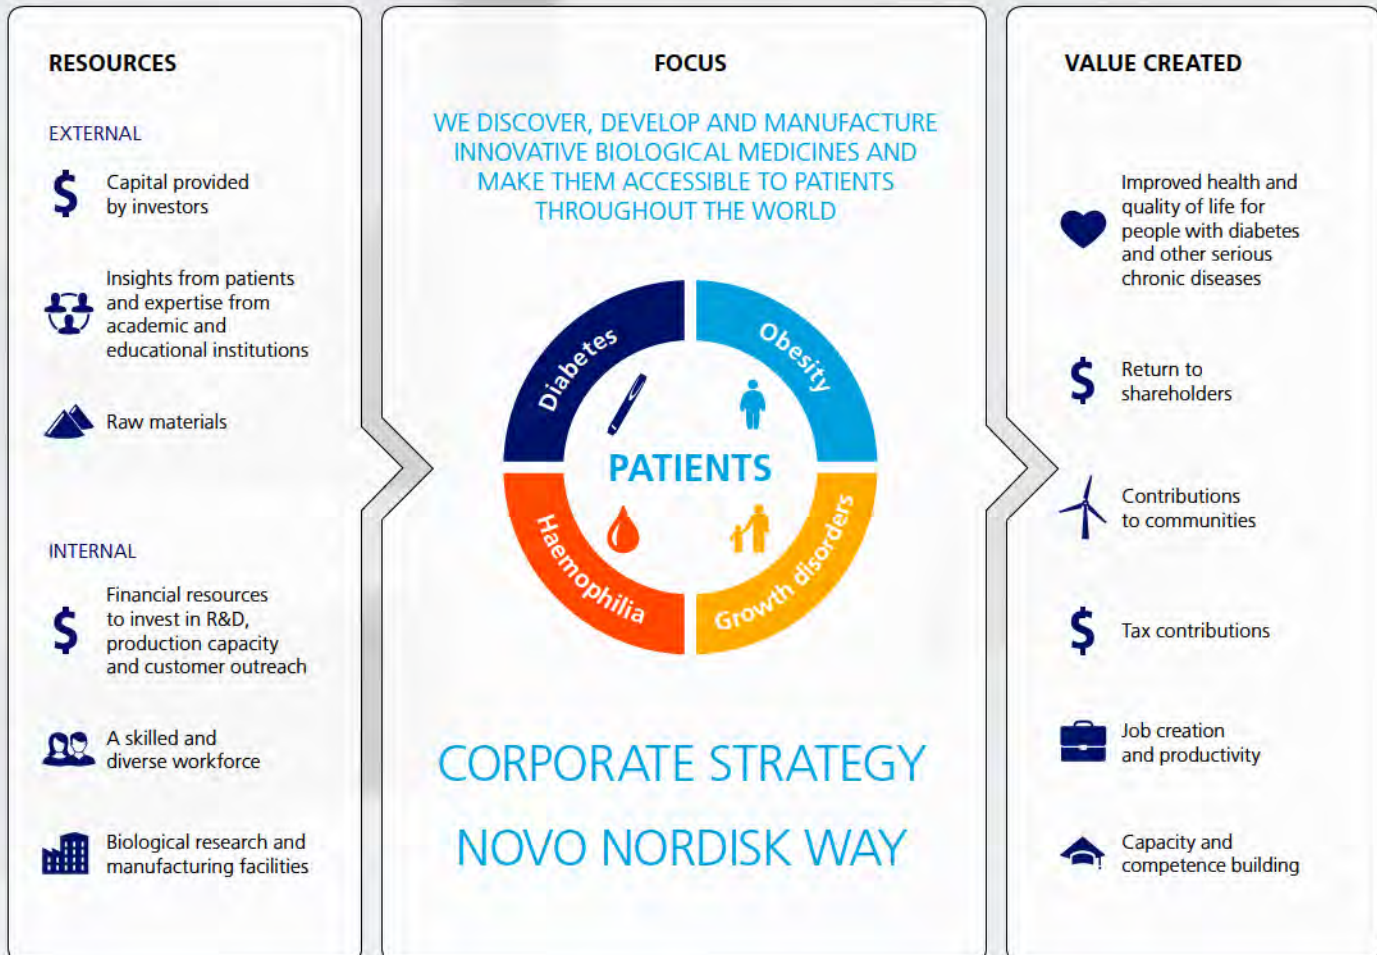 RESOURCES
EXTERNAL
Capital provided
by investors
Insights from patients
and expertise from
academic and
educational institutions
Raw materials
INTERNAL
Financial resources
to invest in R&D,
production capacity
and customer outreach
A skilled and
diverse workforce
Biological research and
manufacturing facilities
FOCUS
WE DISCOVER, DEVELOP AND MANUFACTURE
INNOVATIVE BIOLOGICAL MEDICINES AND
MAKE THEM ACCESSIBLE TO PATIENTS
THROUGHOUT THE WORLD
Diabetes
Obesity
PATIENTS
Haemophilia
Growth disorders
CORPORATE STRATEGY
NOVO NORDISK WAY
VALUE CREATED
Improved health and
quality of life for
people with diabetes
and other serious
chronic diseases
Return to
shareholders
Contributions
to communities
Tax contributions
Job creation
and productivity
Capacity and
competence building